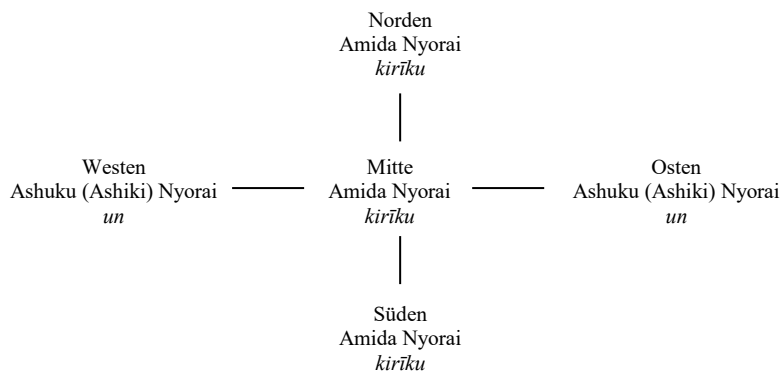 Norden
Amida Nyorai
kirīku
Westen
Ashuku (Ashiki) Nyorai
un
Mitte
Amida Nyorai
kirīku
Osten
Ashuku (Ashiki) Nyorai
un
Süden
Amida Nyorai
kirīku